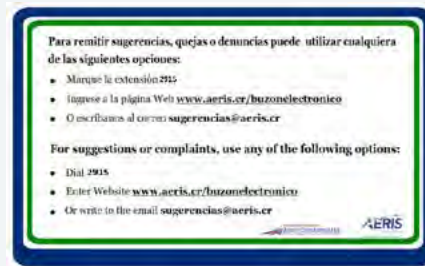 Para remitir sugerencias, quejas o denuncias puede utilizar cualquiera
de las siguientes opciones:
• Marque la extensión 2915
• Ingrese a la página Web www.aeris.cr/buzonelectronico
• O escríbanos al correo sugerencias@aeris.cr
For suggestions or complaints, use any of the following options:
• Dial 2915
• Enter Website www.aeris.cr/buzonelectronico
• Or write to the email sugerencias@aeris.cr
AERIS